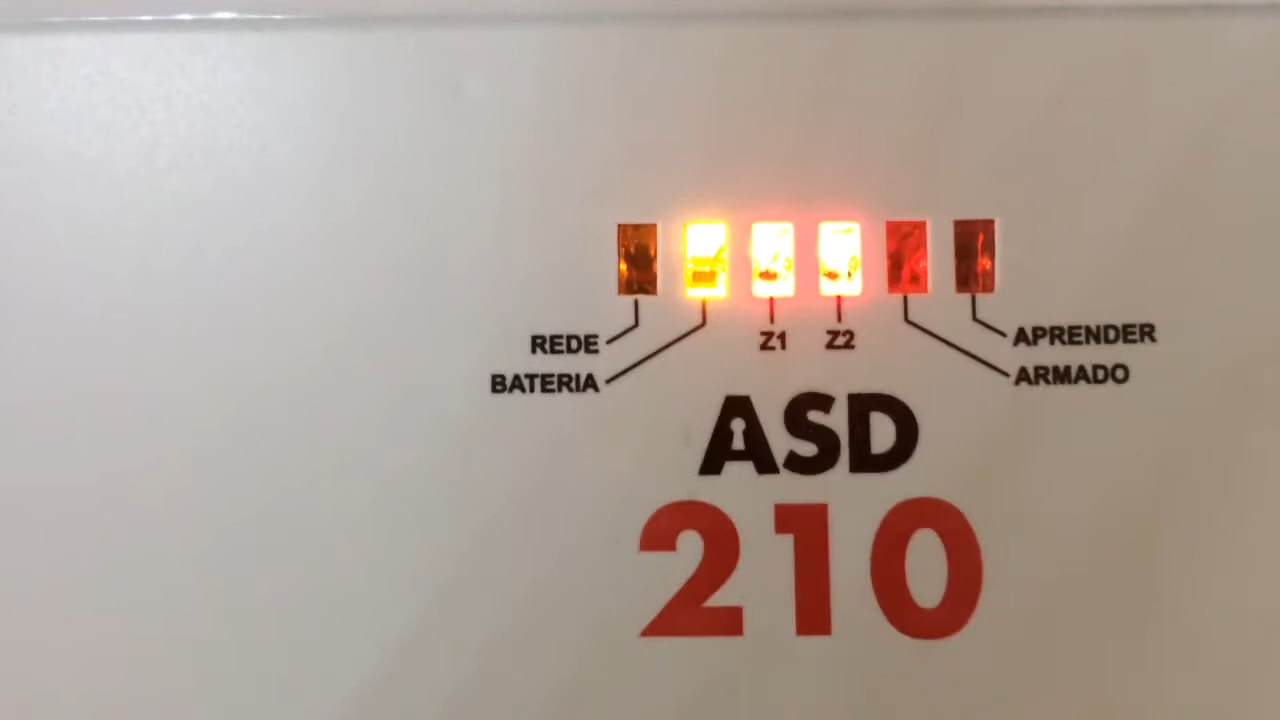 REDE
BATERIA
Z1
Z2
APRENDER
ARMADO
ASD
210